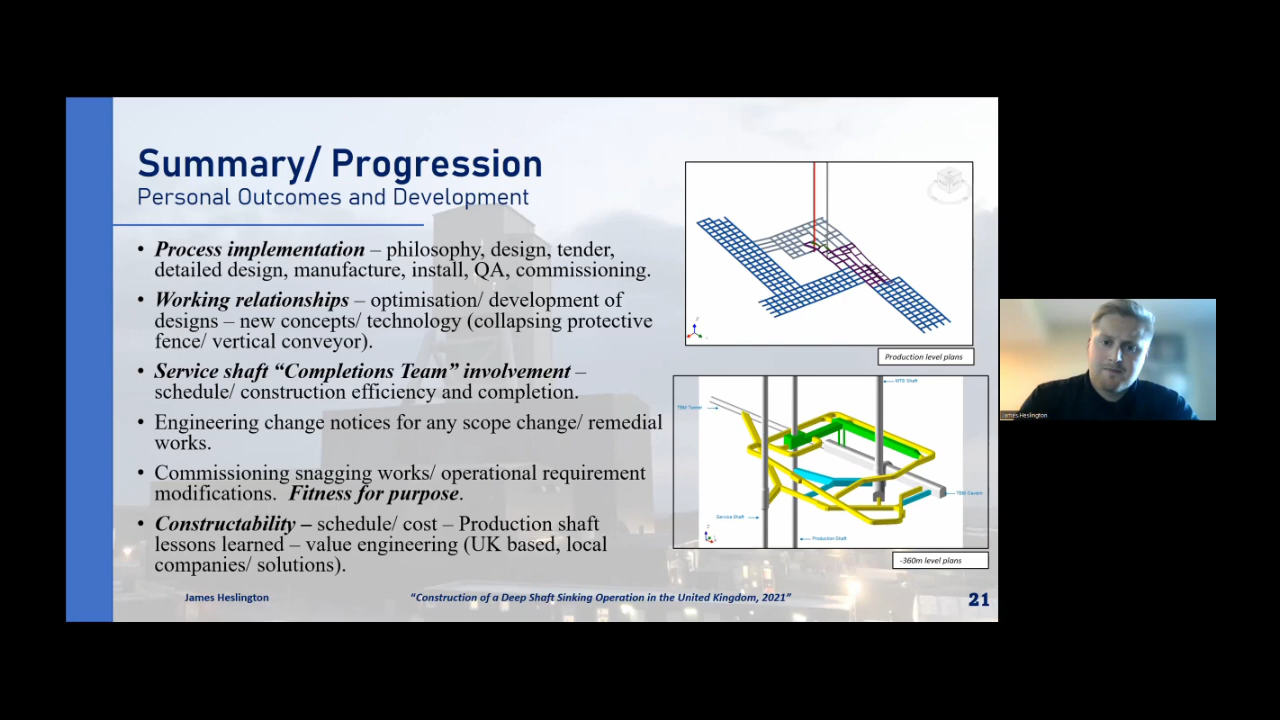 Summary/ Progression
Personal Outcomes and Development
• Process implementation – philosophy, design, tender,
detailed design, manufacture, install, QA, commissioning.
• Working relationships – optimisation/ development of
designs – new concepts/ technology (collapsing protective
fence/ vertical conveyor).
• Service shaft “Completions Team” involvement –
schedule/ construction efficiency and completion.
• Engineering change notices for any scope change/ remedial
works.
• Commissioning snagging works/ operational requirement
modifications. Fitness for purpose.
• Constructability – schedule/ cost – Production shaft
lessons learned – value engineering (UK based, local
companies/ solutions).
Production level plans
MTS Shaft
TBM Tunnel
TBM Cavern
Service Shaft
Production Shaft
-360m level plans
James Heslington
“Construction of a Deep Shaft Sinking Operation in the United Kingdom, 2021”
21
James Heslington